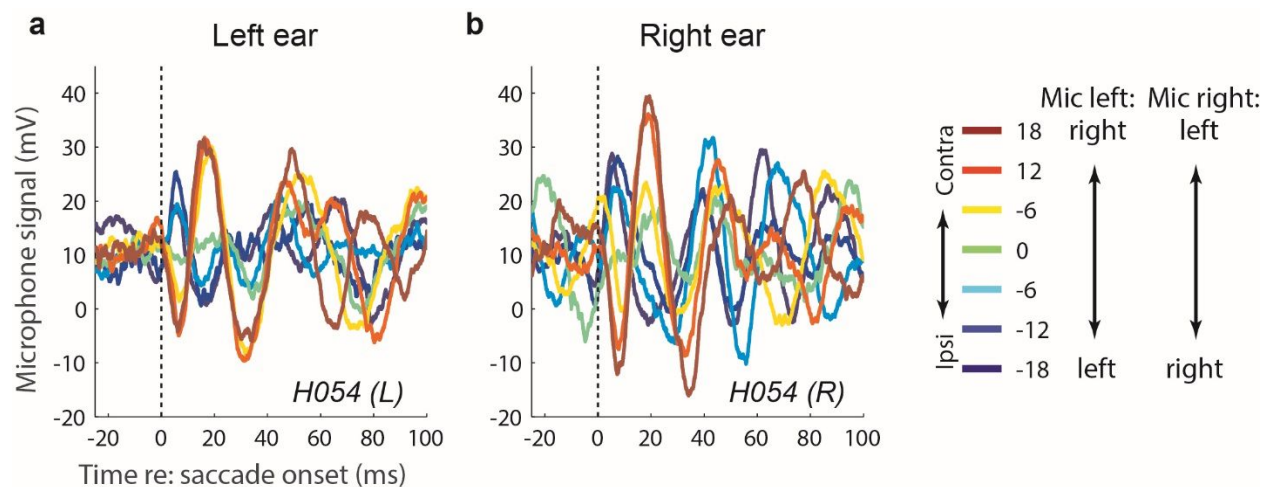 a Left ear
b Right ear
Microphone signal (mV)
40
30
20
10
0
-10
-20
-20 0 20 40 60 80 100
H054 (L)
Time re: saccade onset (ms)
40
30
20
10
0
-10
-20
-20 0 20 40 60 80 100
H054 (R)
Mic left: Mic right:
right left
Contra
Ipsi
18
12
-6
0
-6
-12
-18
left right